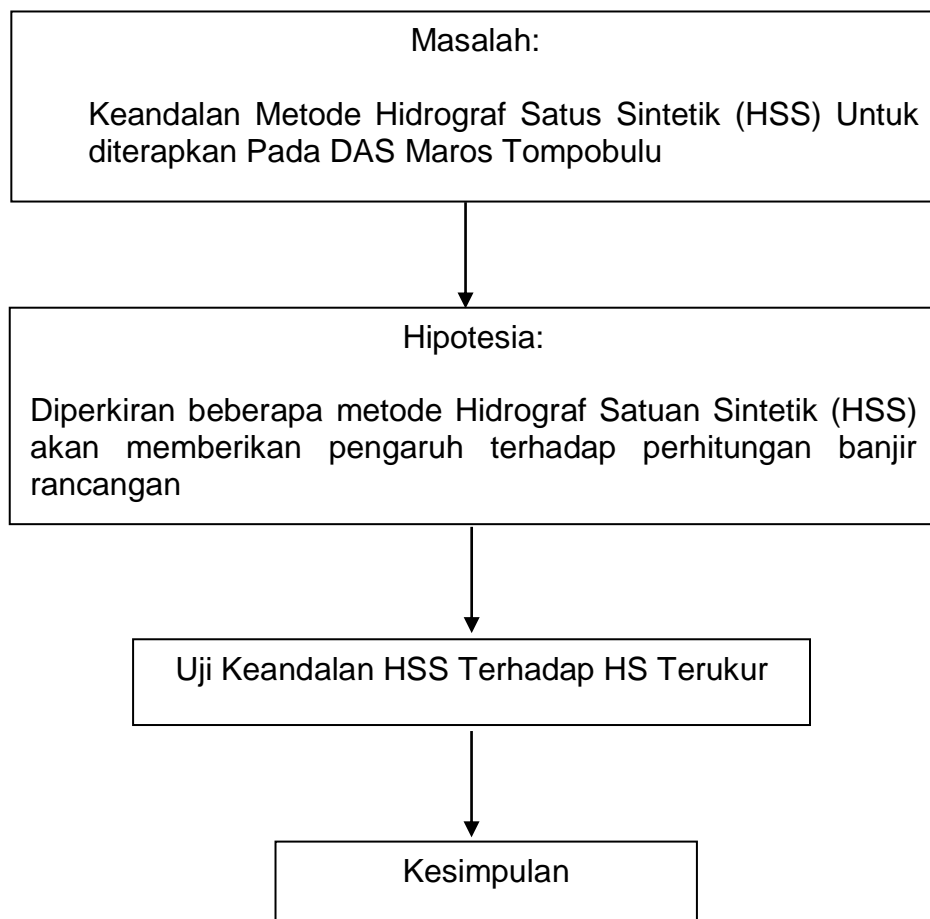 Masalah:
Keandalan Metode Hidrograf Satus Sintetik (HSS) Untuk
diterapkan Pada DAS Maros Tompobulu
Hipotesia:
Diperkiran beberapa metode Hidrograf Satuan Sintetik (HSS)
akan memberikan pengaruh terhadap perhitungan banjir
rancangan
Uji Keandalan HSS Terhadap HS Terukur
Kesimpulan